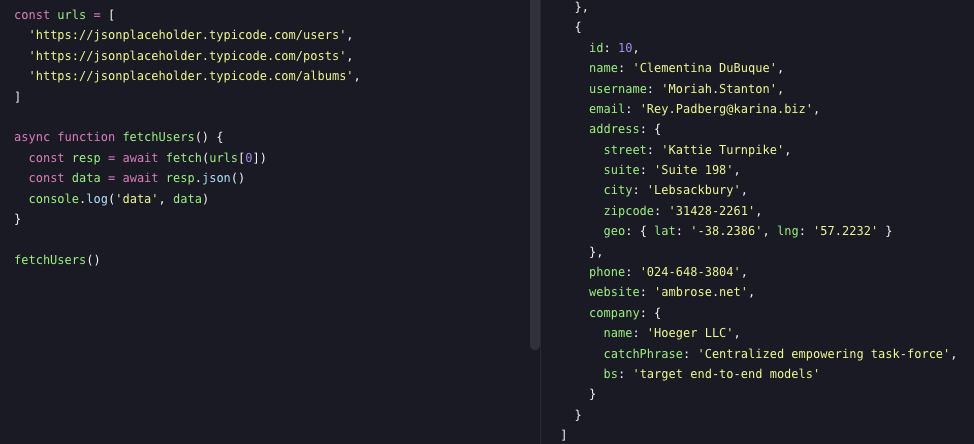 const urls = [
  'https://jsonplaceholder.typicode.com/users',
  'https://jsonplaceholder.typicode.com/posts',
  'https://jsonplaceholder.typicode.com/albums',
]

async function fetchUsers() {
  const resp = await fetch(urls[0])
  const data = await resp.json()
  console.log('data', data)
}

fetchUsers()

  },
  {
    id: 10,
    name: 'Clementina DuBuque',
    username: 'Moriah.Stanton',
    email: 'Rey.Padberg@karina.biz',
    address: {
      street: 'Kattie Turnpike',
      suite: 'Suite 198',
      city: 'Lebsackbury',
      zipcode: '31428-2261',
      geo: { lat: '-38.2386', lng: '57.2232' }
    },
    phone: '024-648-3804',
    website: 'ambrose.net',
    company: {
      name: 'Hoeger LLC',
      catchPhrase: 'Centralized empowering task-force',
      bs: 'target end-to-end models'
    }
  }
]